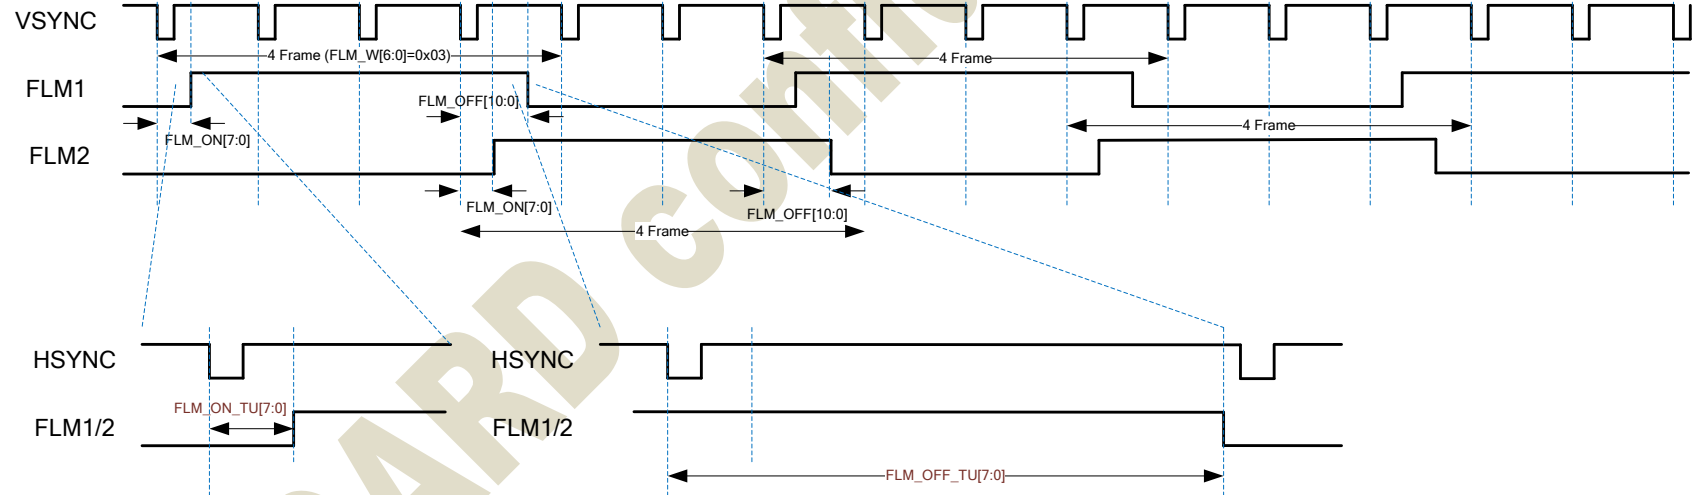 VSYNC
4 Frame (FLM_W[6:0]=0x03)
4 Frame
FLM1
FLM_OFF[10:0]
FLM_ON[7:0]
4 Frame
FLM2
FLM_ON[7:0]
FLM_OFF[10:0]
4 Frame
HSYNC
HSYNC
FLM_ON_TU[7:0]
FLM1/2
FLM1/2
FLM_OFF_TU[7:0]